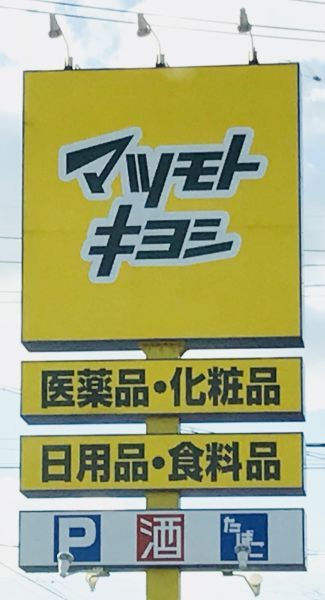 マツモト
キヨシ
医薬品・化粧品
日用品・食料品
P 酒 たばこ